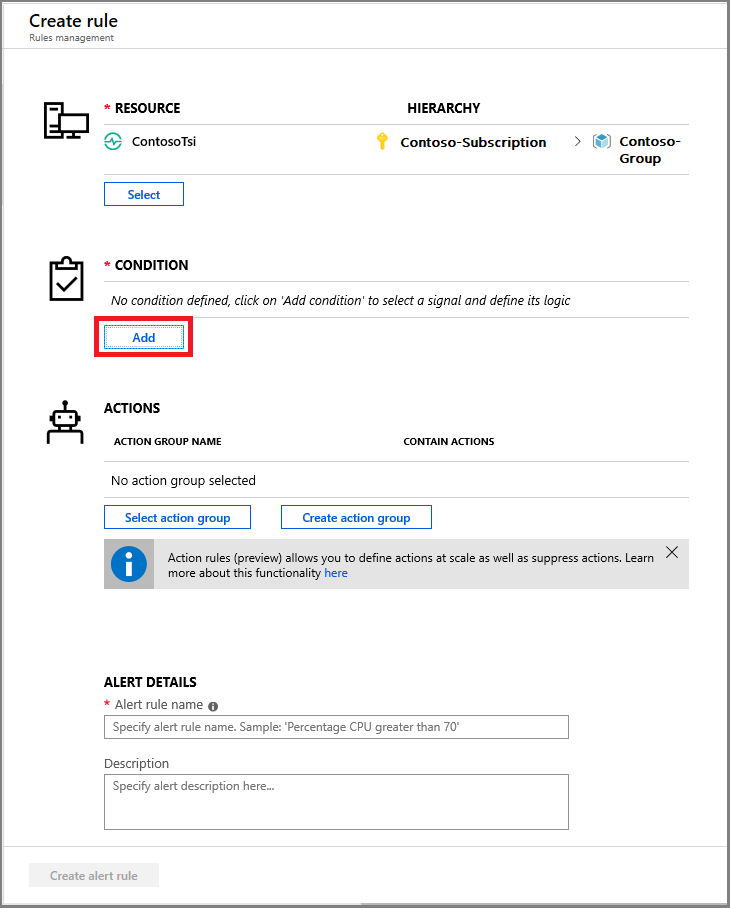 Create rule
Rules management
* RESOURCE HIERARCHY
ContosoTsi Contoso-Subscription > Contoso-
Group
Select
* CONDITION
No condition defined, click on 'Add condition' to select a signal and define its logic
Add
ACTIONS
ACTION GROUP NAME CONTAIN ACTIONS
No action group selected
Select action group Create action group
Action rules (preview) allows you to define actions at scale as well as suppress actions. Learn
more about this functionality here
ALERT DETAILS
* Alert rule name
Specify alert rule name. Sample: 'Percentage CPU greater than 70'
Description
Specify alert description here...
Create alert rule